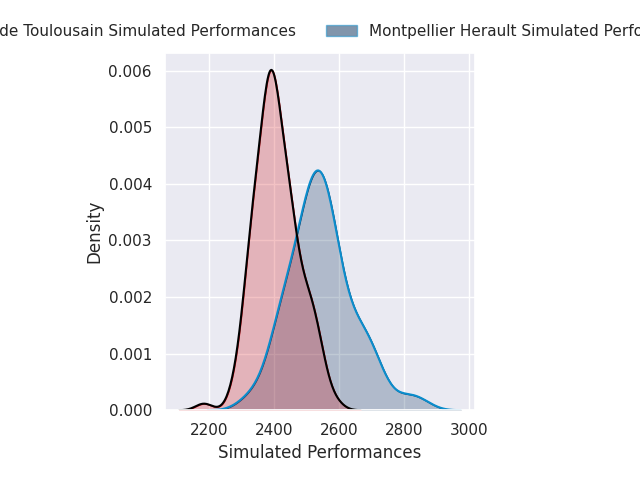 de Toulousain Simulated Performances Montpellier Herault Simulated
0.006
0.005
0.004
0.003
0.002
0.001
0.000
Density
2200 2400 2600 2800 3000
Simulated Performances